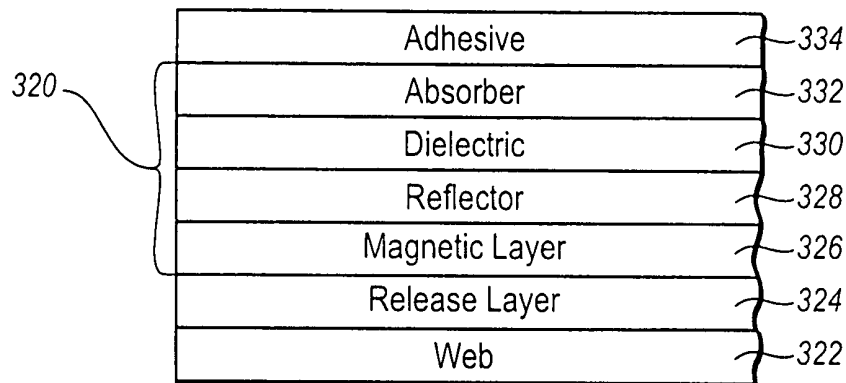 Adhesive 334
320 Absorber 332
Dielectric 330
Reflector 328
Magnetic Layer 326
Release Layer 324
Web 322